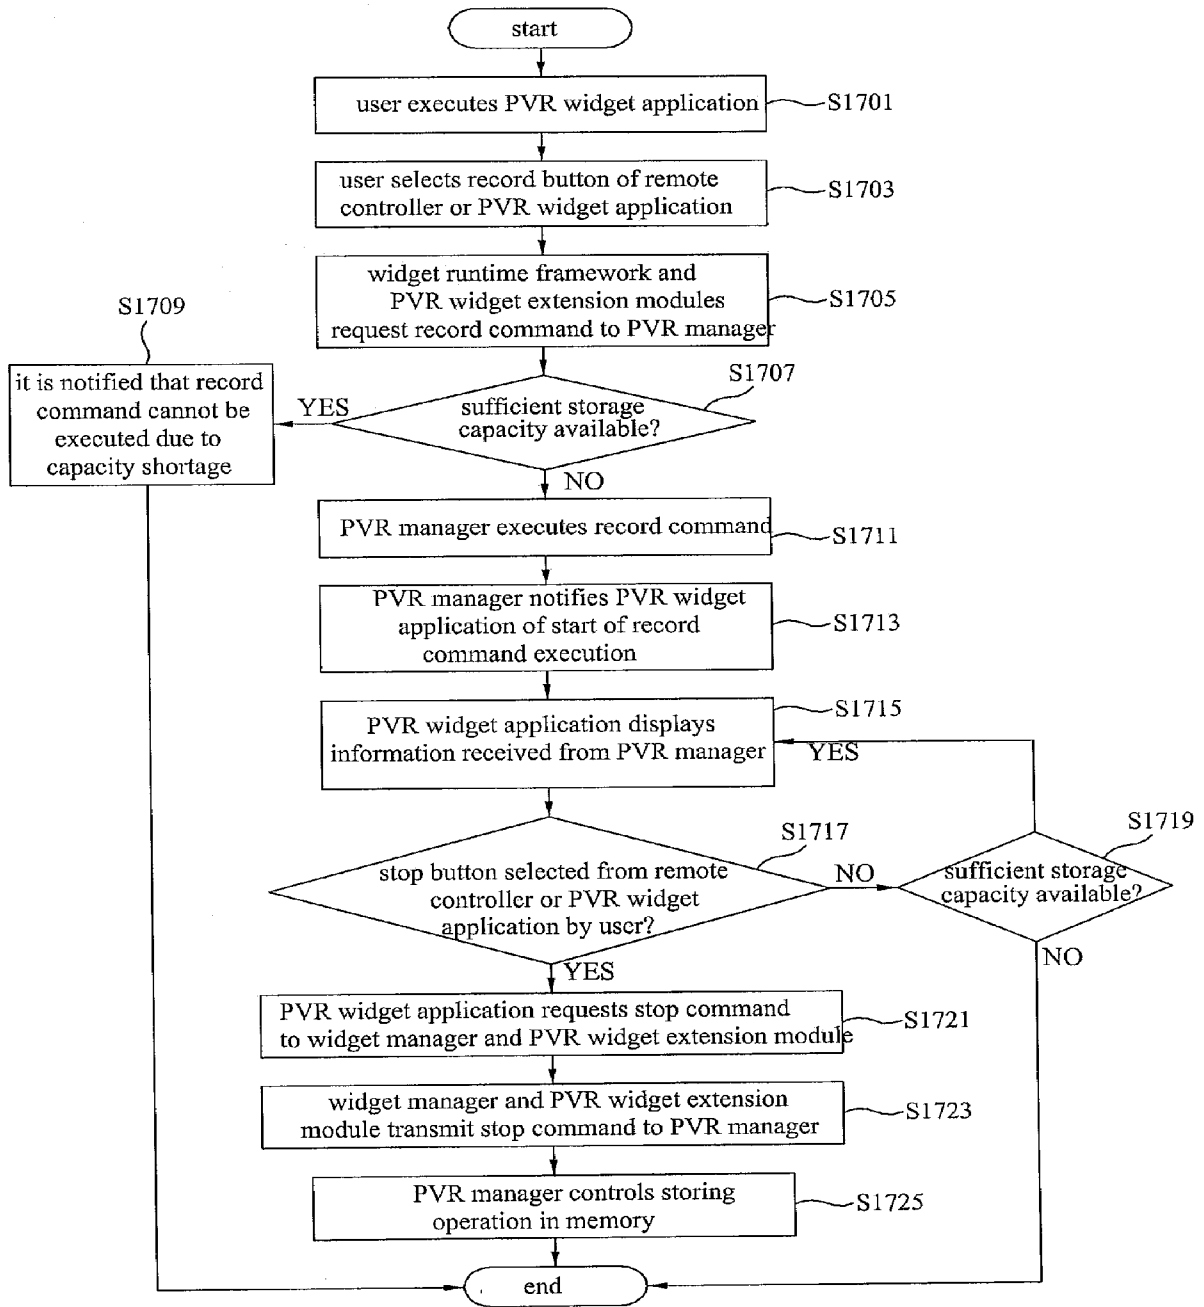 start
user executes PVR widget application
S1701
user selects record button of remote
controller or PVR widget application
S1703
widget runtime framework and
PVR widget extension modules
request record command to PVR manager
S1705
S1709
it is notified that record
command cannot be
executed due to
capacity shortage
YES
S1707
sufficient storage
capacity available?
NO
PVR manager executes record command
S1711
PVR manager notifies PVR widget
application of start of record
command execution
S1713
PVR widget application displays
information received from PVR manager
S1715
YES
S1717
stop button selected from remote
controller or PVR widget
application by user?
NO
S1719
sufficient storage
capacity available?
NO
YES
PVR widget application requests stop command
to widget manager and PVR widget extension module
S1721
widget manager and PVR widget extension
module transmit stop command to PVR manager
S1723
PVR manager controls storing
operation in memory
S1725
end